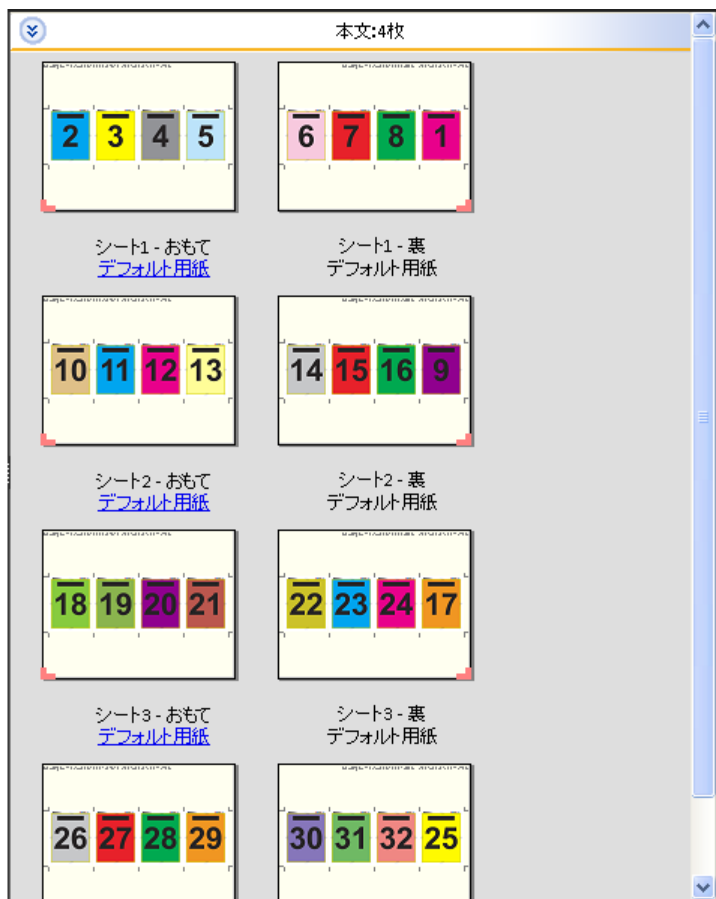 本文:4枚
2 3 4 5
6 7 8 1
シート1 - おもて
デフォルト用紙
シート1 - 裏
デフォルト用紙
10 11 12 13
14 15 16 9
シート2 - おもて
デフォルト用紙
シート2 - 裏
デフォルト用紙
18 19 20 21
22 23 24 17
シート3 - おもて
デフォルト用紙
シート3 - 裏
デフォルト用紙
26 27 28 29
30 31 32 25